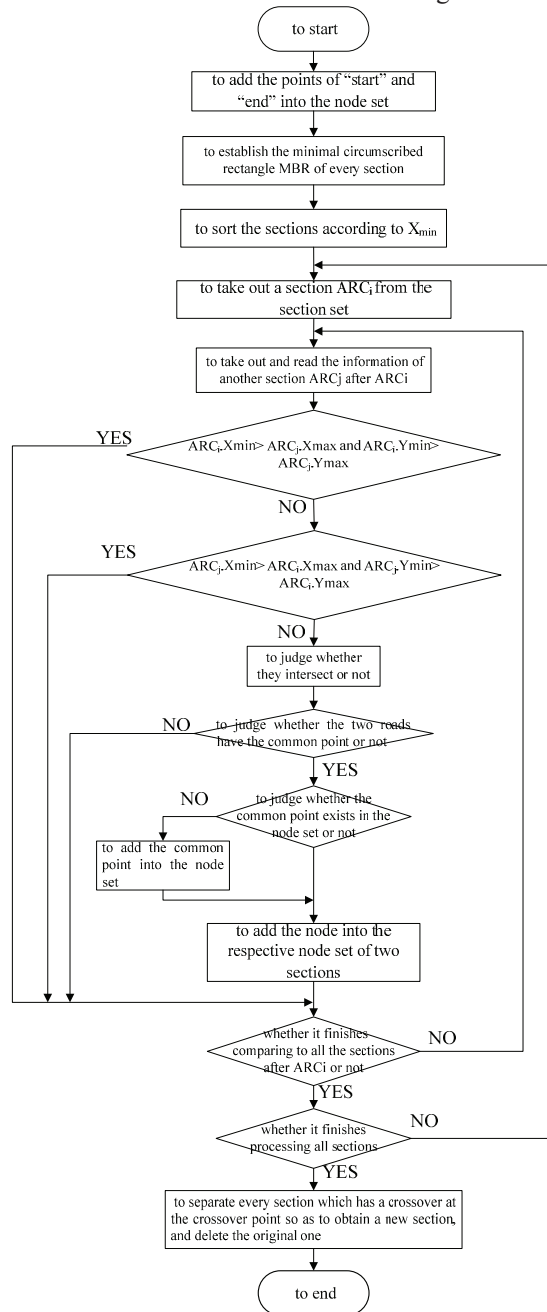 to start
to add the points of “start” and
“end” into the node set
to establish the minimal circumscribed
rectangle MBR of every section
to sort the sections according to Xmin
to take out a section ARCi from the
section set
to take out and read the information of
another section ARCj after ARCi
YES
ARCi.Xmin> ARCj.Xmax and ARCi.Ymin>
ARCj.Ymax
NO
YES
ARCj.Xmin> ARCi.Xmax and ARCj.Ymin>
ARCi.Ymax
NO
to judge whether
they intersect or not
NO
to judge whether the two roads
have the common point or not
YES
NO
to judge whether the
common point exists in the
node set or not
to add the common
point into the node
set
to add the node into the
respective node set of two
sections
whether it finishes
comparing to all the sections
after ARCi or not
NO
YES
whether it finishes
processing all sections
NO
YES
to separate every section which has a crossover at
the crossover point so as to obtain a new section,
and delete the original one
to end